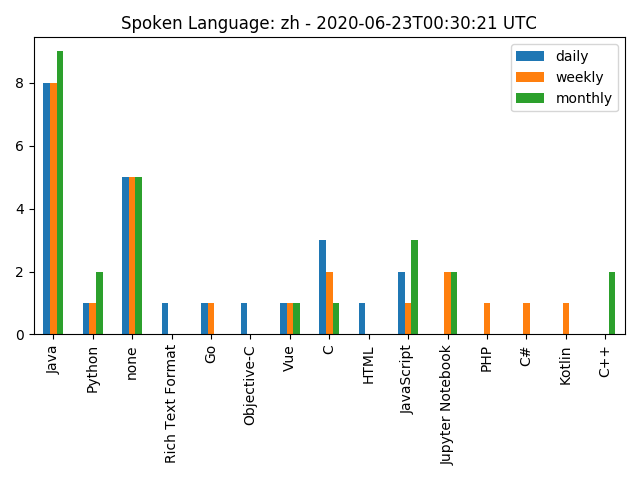 Spoken Language: zh - 2020-06-23T00:30:21 UTC
daily
weekly
monthly
8
6
4
2
0
Java
Python
none
Rich Text Format
Go
Objective-C
Vue
C
HTML
JavaScript
Jupyter Notebook
PHP
C#
Kotlin
C++